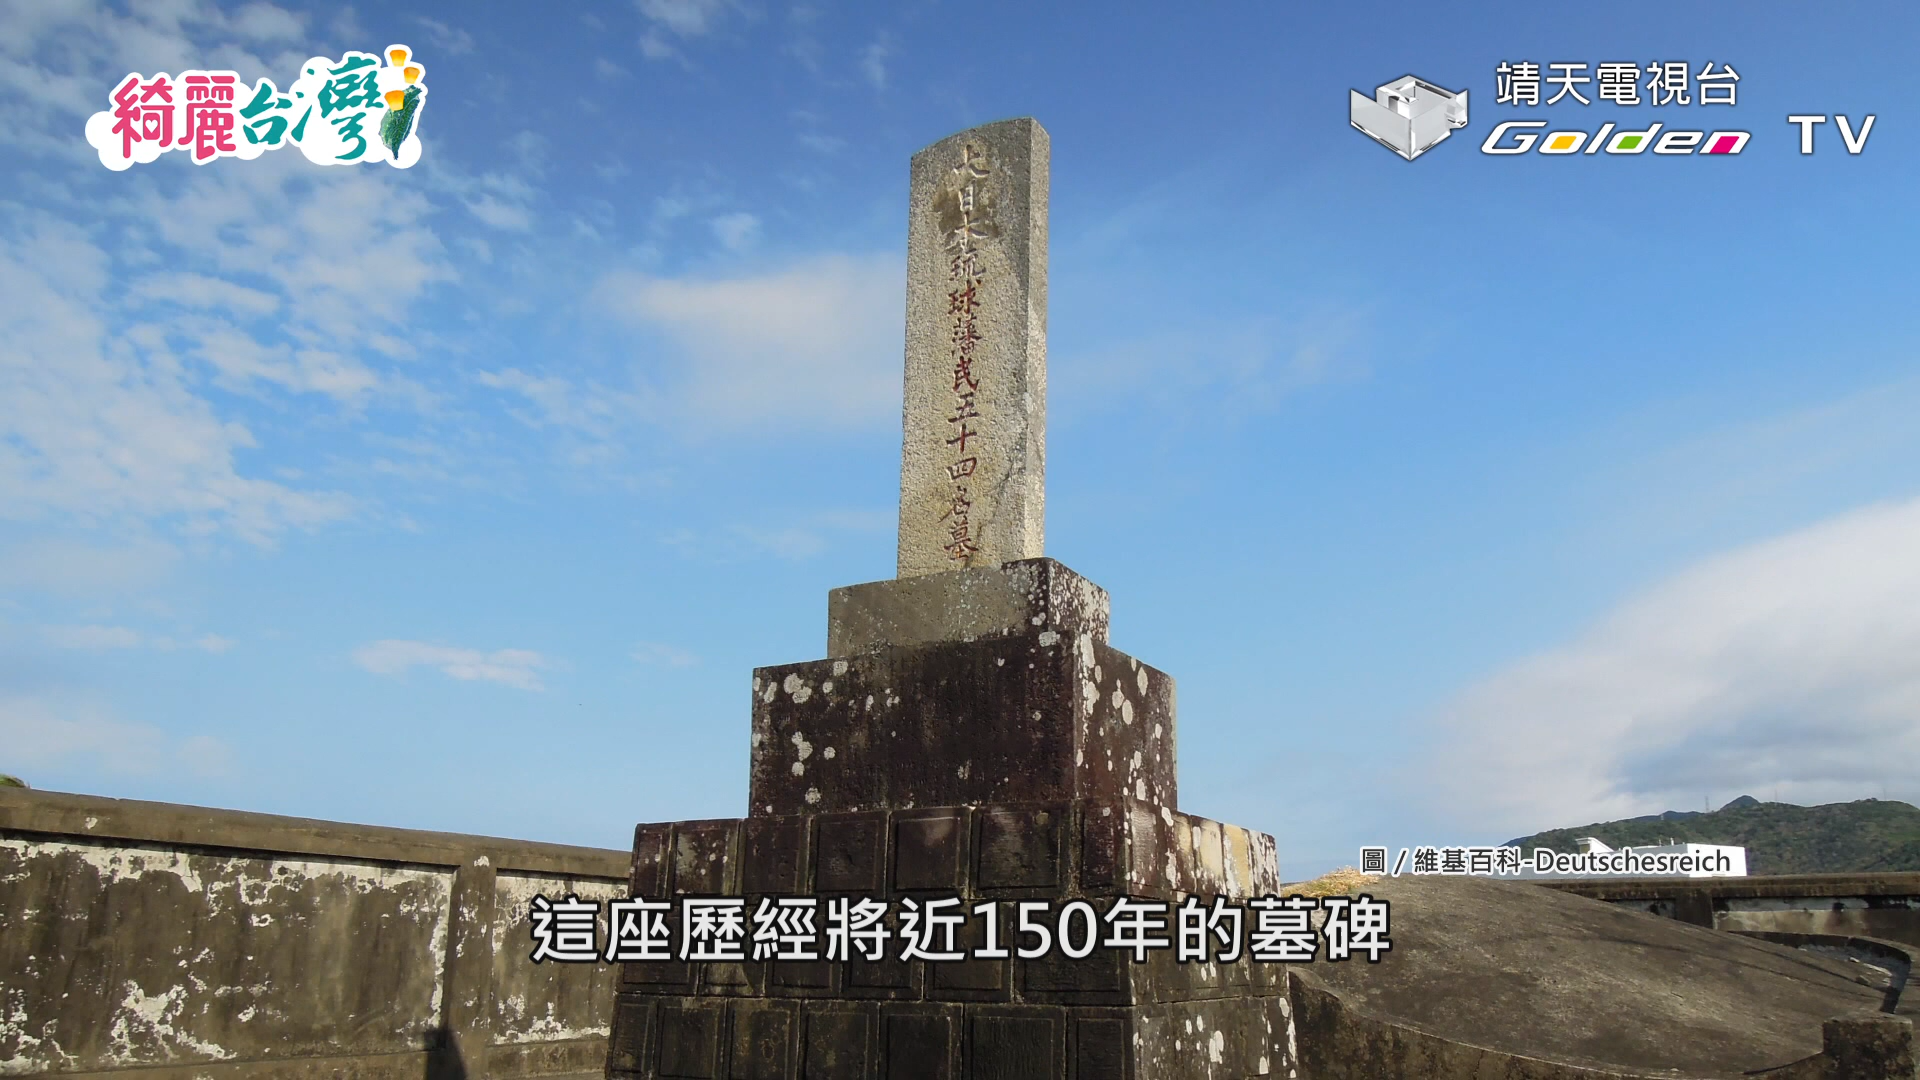 綺麗台灣
靖天電視台
Golden TV
大日本琉球藩民五十四名墓
圖/維基百科-Deutschesreich
這座歷經將近150年的墓碑